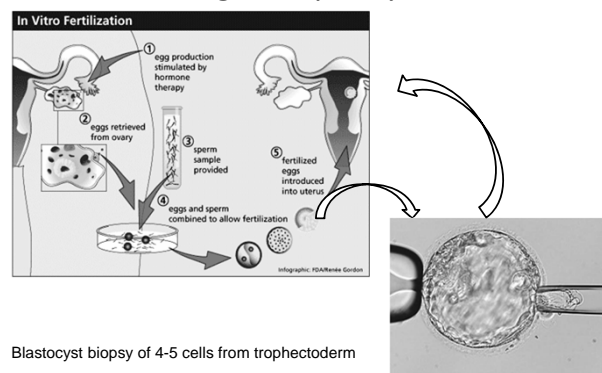 In Vitro Fertilization
① egg production
stimulated by
hormone
therapy
② eggs retrieved
from ovary
③ sperm
sample
provided
④ eggs and sperm
combined to allow fertilization
⑤ fertilized
eggs
introduced
into uterus
Infographic: FDA/Renée Gordon
Blastocyst biopsy of 4-5 cells from trophectoderm